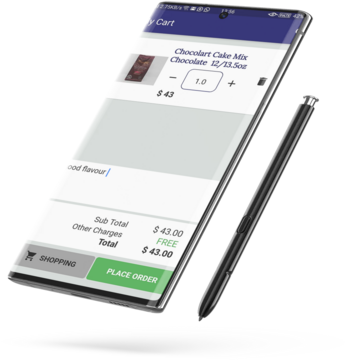 y Cart
Chocolart Cake Mix
Chocolate 12/13.5oz
− 1.0 +
$ 43
ood flavour
Sub Total $ 43.00
Other Charges FREE
Total $ 43.00
SHOPPING PLACE ORDER